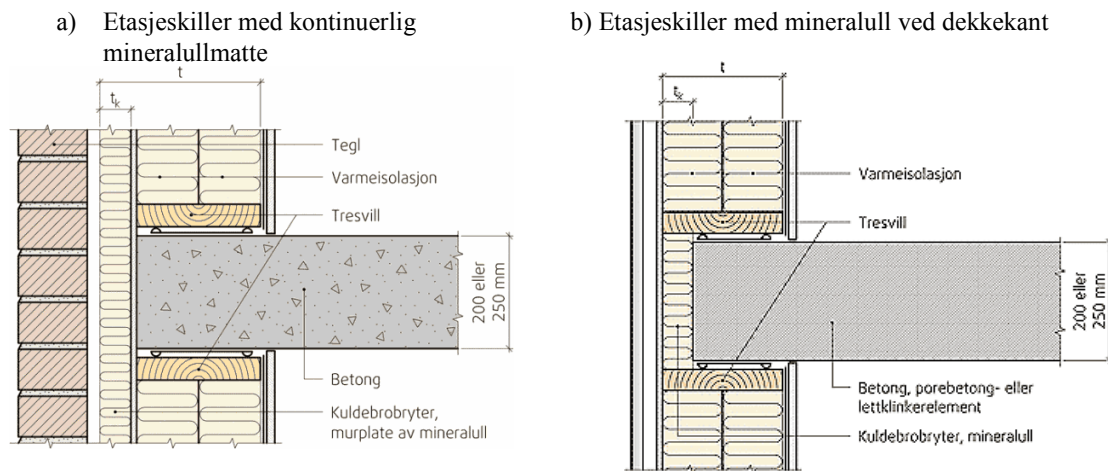 a) Etasjeskiller med kontinuerlig
mineralullmatte
t
tk
Tegl
Varmeisolasjon
Tresvill
200 eller
250 mm
Betong
Kuldebrobryter,
murplate av mineralull
b) Etasjeskiller med mineralull ved dekkekant
t
tk
Varmeisolasjon
Tresvill
200 eller
250 mm
Betong, porebetong- eller
lettklinkerelement
Kuldebrobryter, mineralull